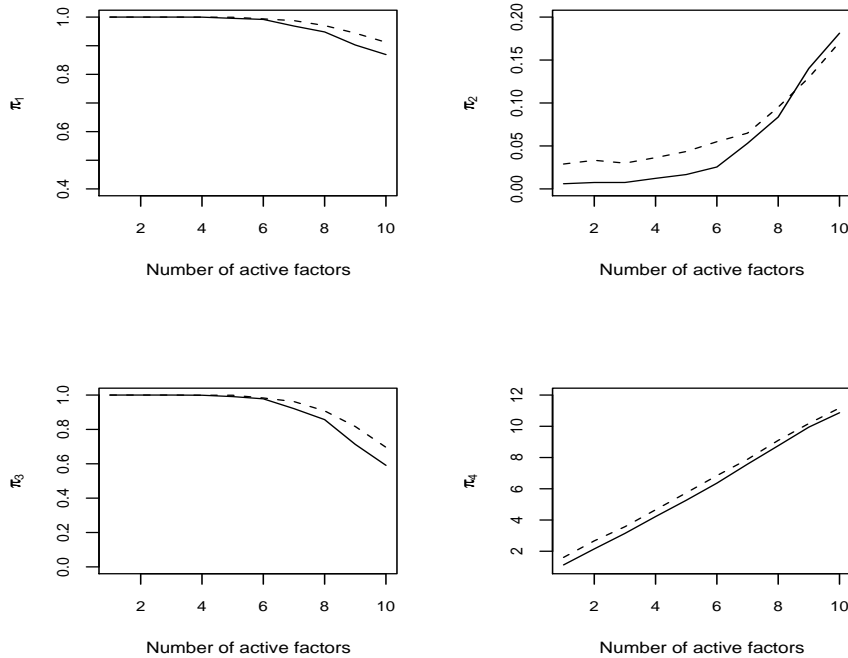 π1
0.4
0.6
0.8
1.0
2 4 6 8 10
Number of active factors
π2
0.00
0.05
0.10
0.15
0.20
2 4 6 8 10
Number of active factors
π3
0.0
0.2
0.4
0.6
0.8
1.0
2 4 6 8 10
Number of active factors
π4
2
4
6
8
10
12
2 4 6 8 10
Number of active factors